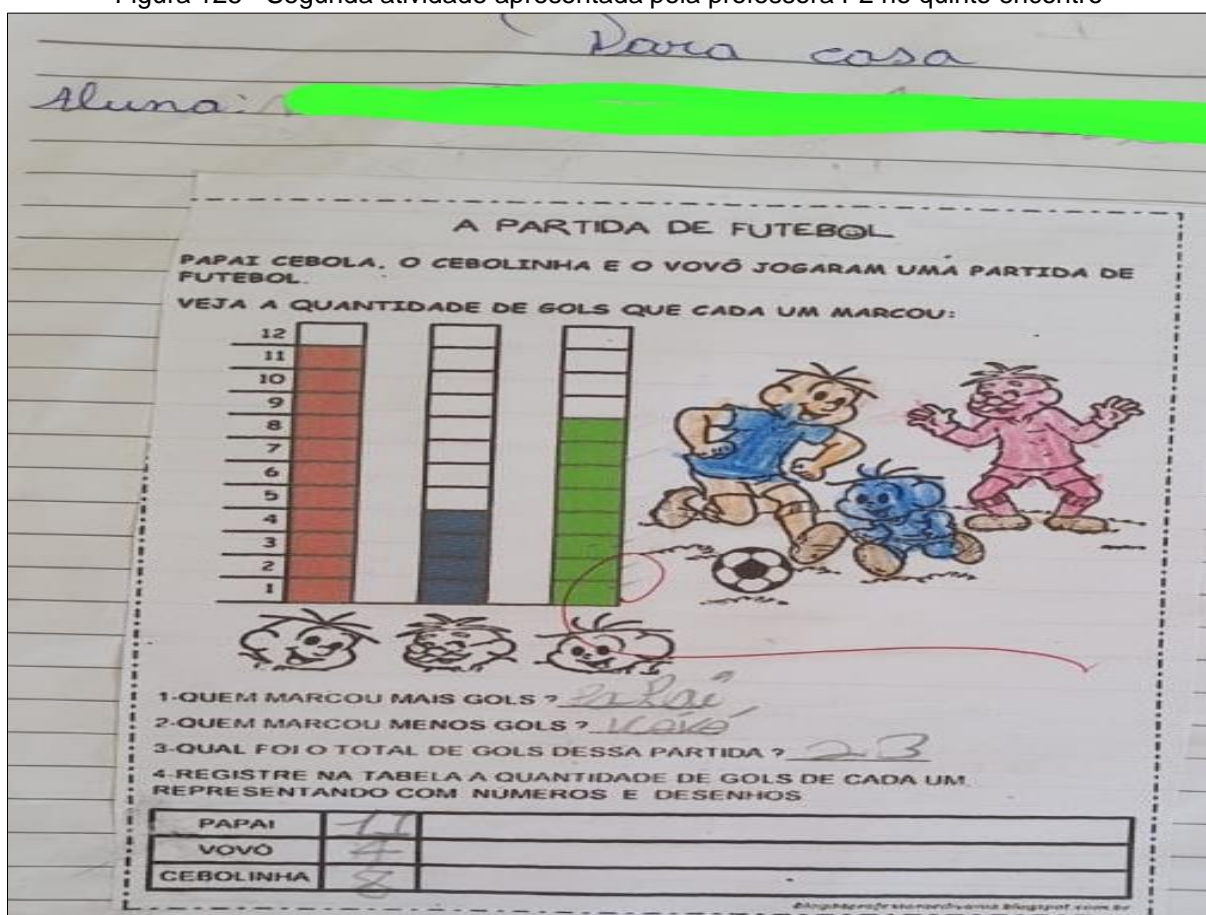 Figura 128 - Segunda atividade apresentada pela professora P2 no quinto encontro
Para casa
Aluna:
A PARTIDA DE FUTEBOL
PAPAI CEBOLA, O CEBOLINHA E O VOVÔ JOGARAM UMA PARTIDA DE
FUTEBOL.
VEJA A QUANTIDADE DE GOLS QUE CADA UM MARCOU:
12
11
10
9
8
7
6
5
4
3
2
1
1-QUEM MARCOU MAIS GOLS ?
2-QUEM MARCOU MENOS GOLS ? vovó
3-QUAL FOI O TOTAL DE GOLS DESSA PARTIDA ? 23
4-REGISTRE NA TABELA A QUANTIDADE DE GOLS DE CADA UM.
REPRESENTANDO COM NÚMEROS E DESENHOS
PAPAI 11
VOVÔ 4
CEBOLINHA 8